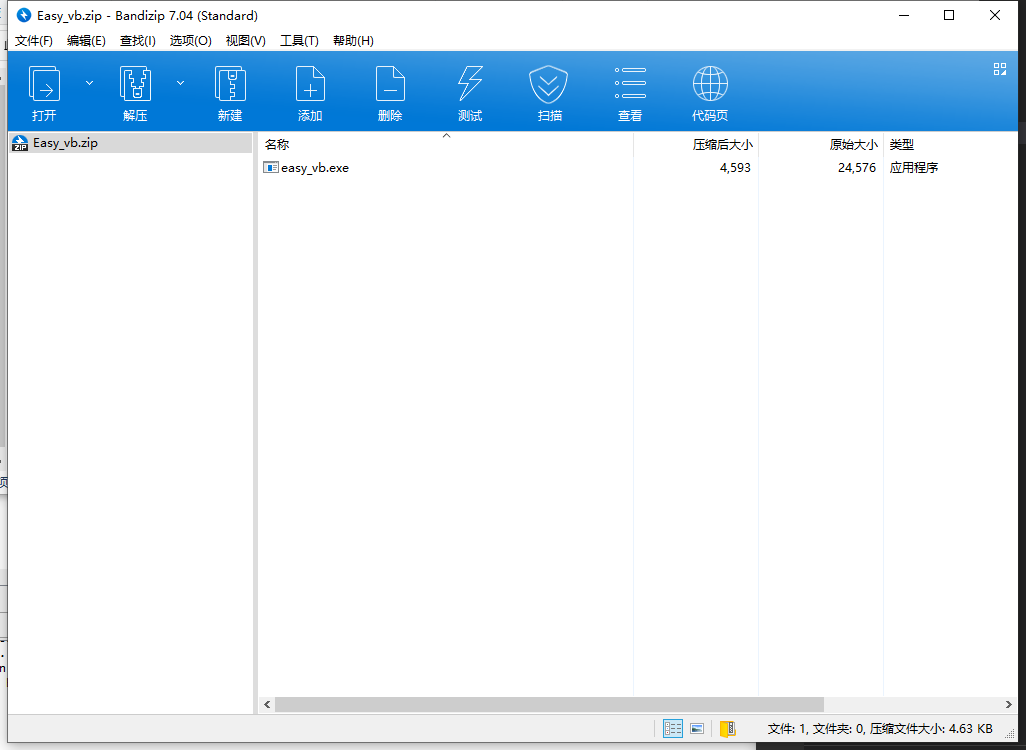 Easy_vb.zip - Bandizip 7.04 (Standard)
文件(F) 编辑(E) 查找(I) 选项(O) 视图(V) 工具(T) 帮助(H)
打开 解压 新建 添加 删除 测试 扫描 查看 代码页
Easy_vb.zip
名称 压缩后大小 原始大小 类型
easy_vb.exe 4,593 24,576 应用程序
文件: 1, 文件夹: 0, 压缩文件大小: 4.63 KB